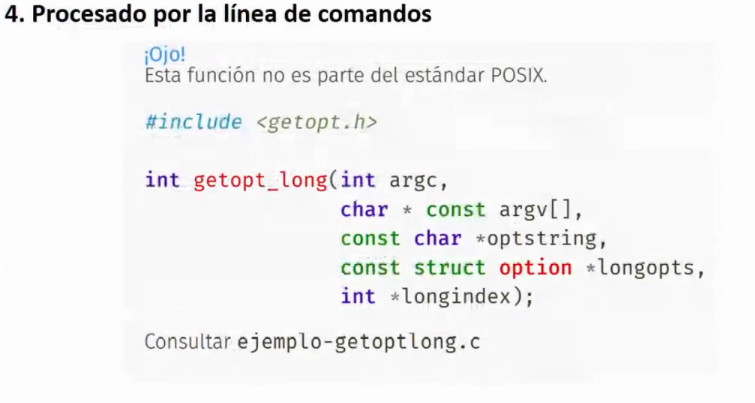 4. Procesado por la línea de comandos
¡Ojo!
Esta función no es parte del estándar POSIX.
#include <getopt.h>
int getopt_long(int argc,
char * const argv[],
const char *optstring,
const struct option *longopts,
int *longindex);
Consultar ejemplo-getoptlong.c